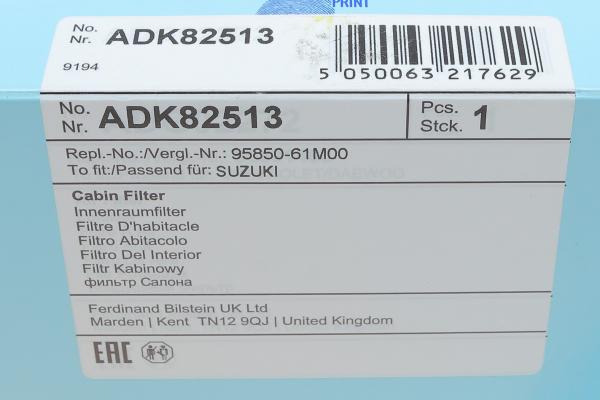 PRINT
No.
Nr. ADK82513
9194
5 050063 217629
No.
Nr. ADK82513
Pcs.
Stck. 1
Repl.-No.:/Vergl.-Nr.: 95850-61M00
To fit:/Passend für: SUZUKI
Cabin Filter
Innenraumfilter
Filtre D'habitacle
Filtro Abitacolo
Filtro Del Interior
Filtr Kabinowy
фильтр Салона
Ferdinand Bilstein UK Ltd
Marden | Kent TN12 9QJ | United Kingdom
EAC